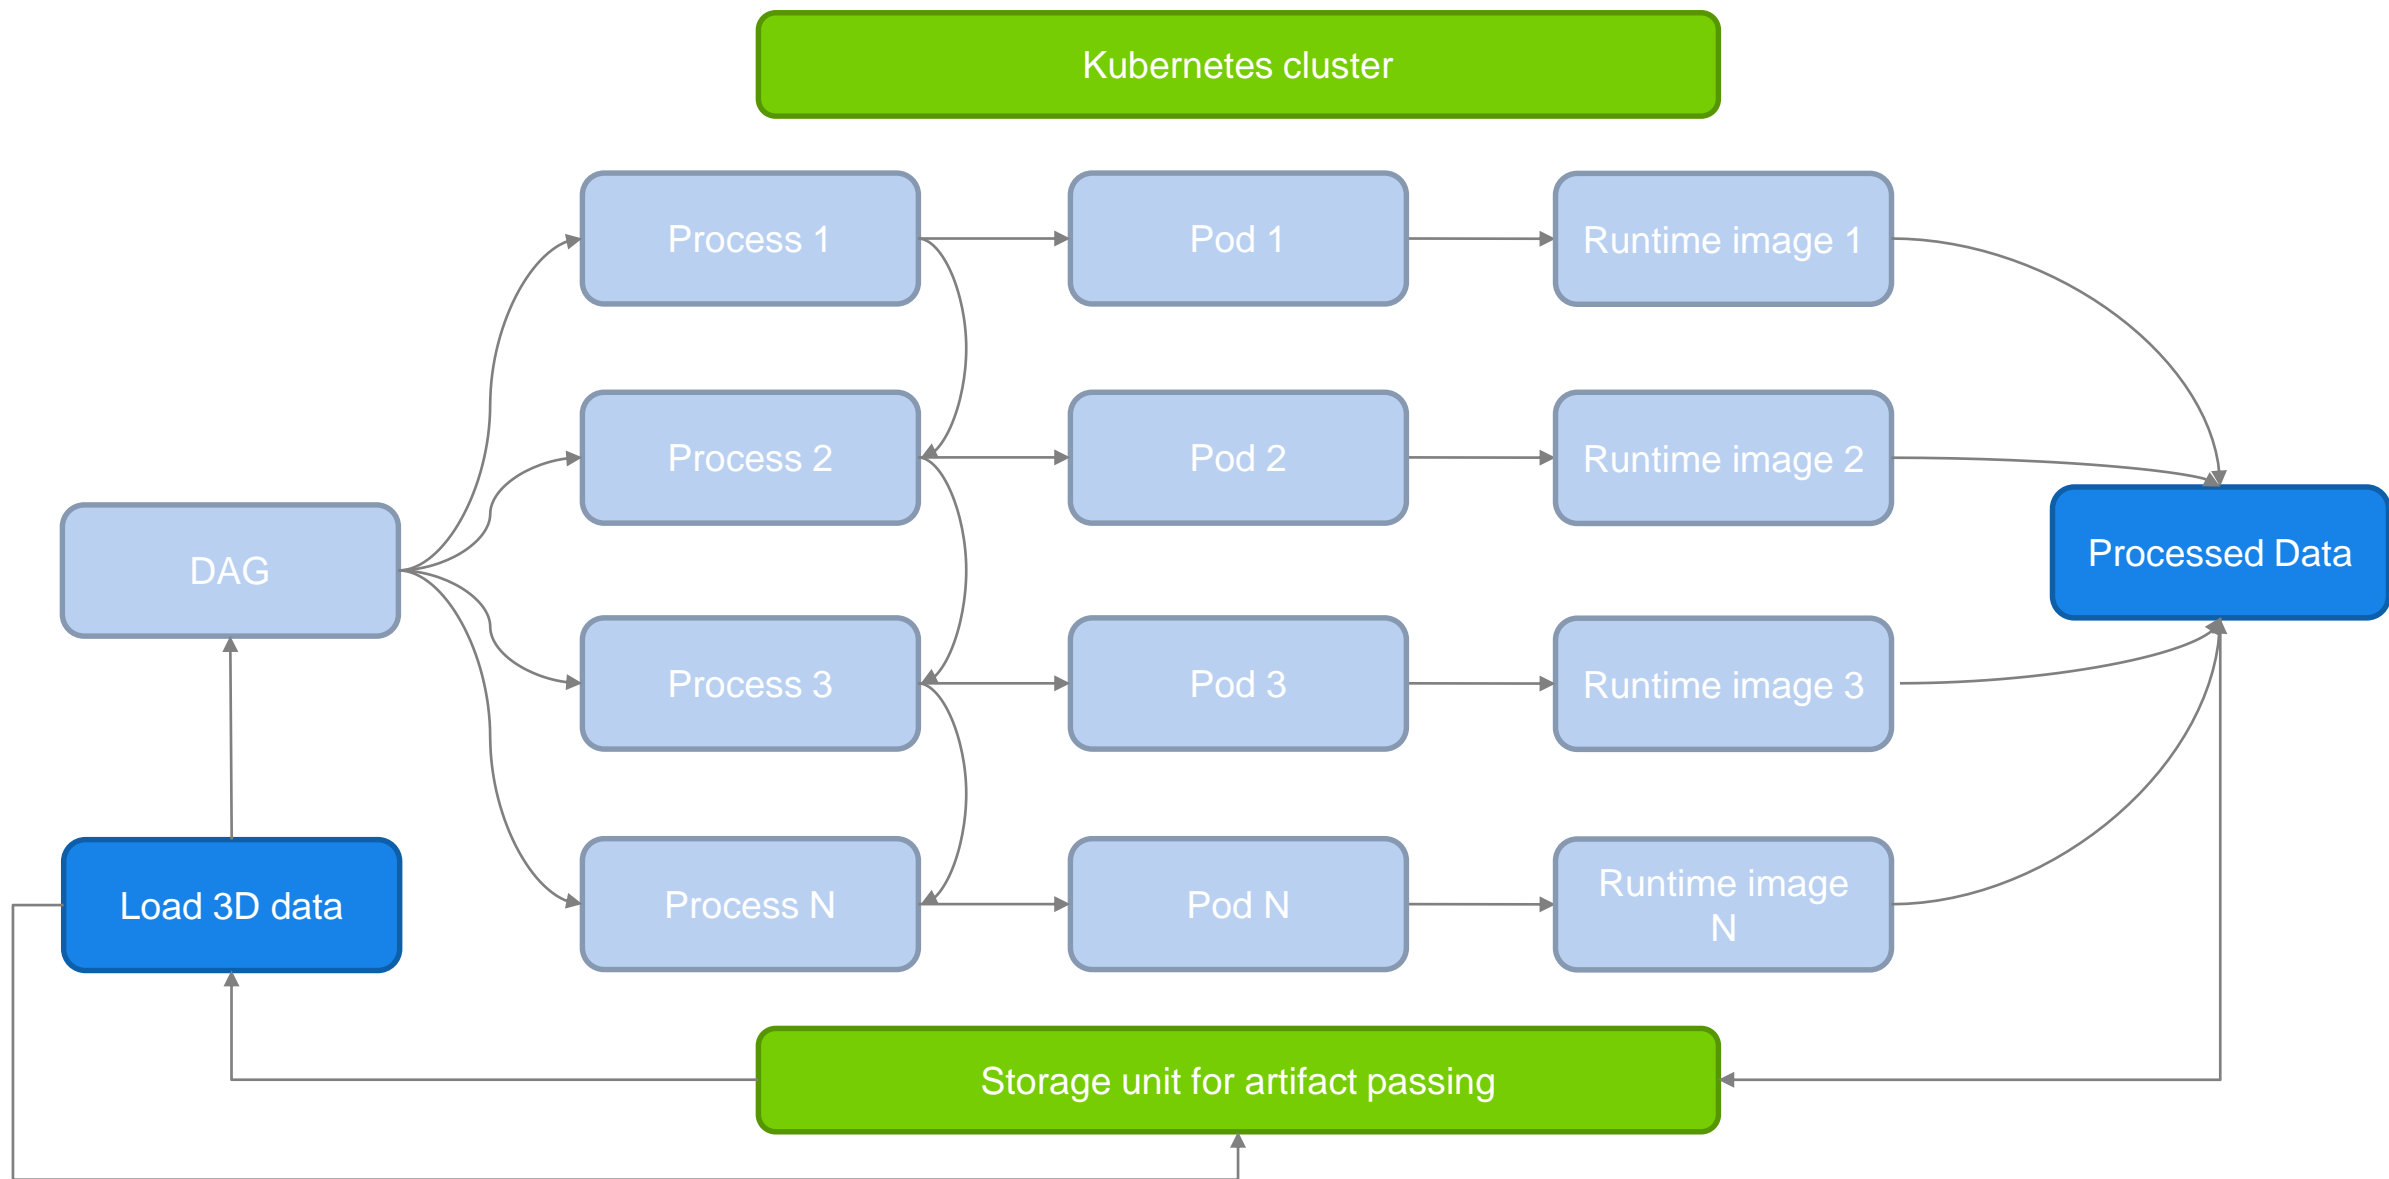 Kubernetes cluster
Process 1
Pod 1
Runtime image 1
Process 2
Pod 2
Runtime image 2
DAG
Processed Data
Process 3
Pod 3
Runtime image 3
Load 3D data
Process N
Pod N
Runtime image
N
Storage unit for artifact passing